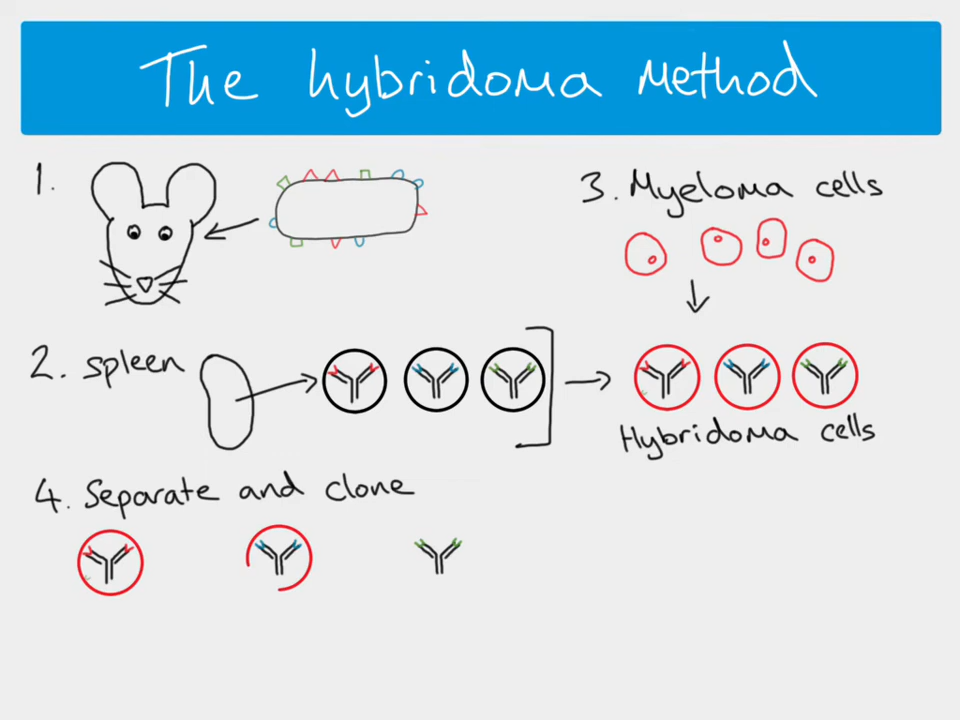 The hybridoma Method
1.
3. Myeloma cells
2. spleen
Hybridoma cells
4. Separate and clone